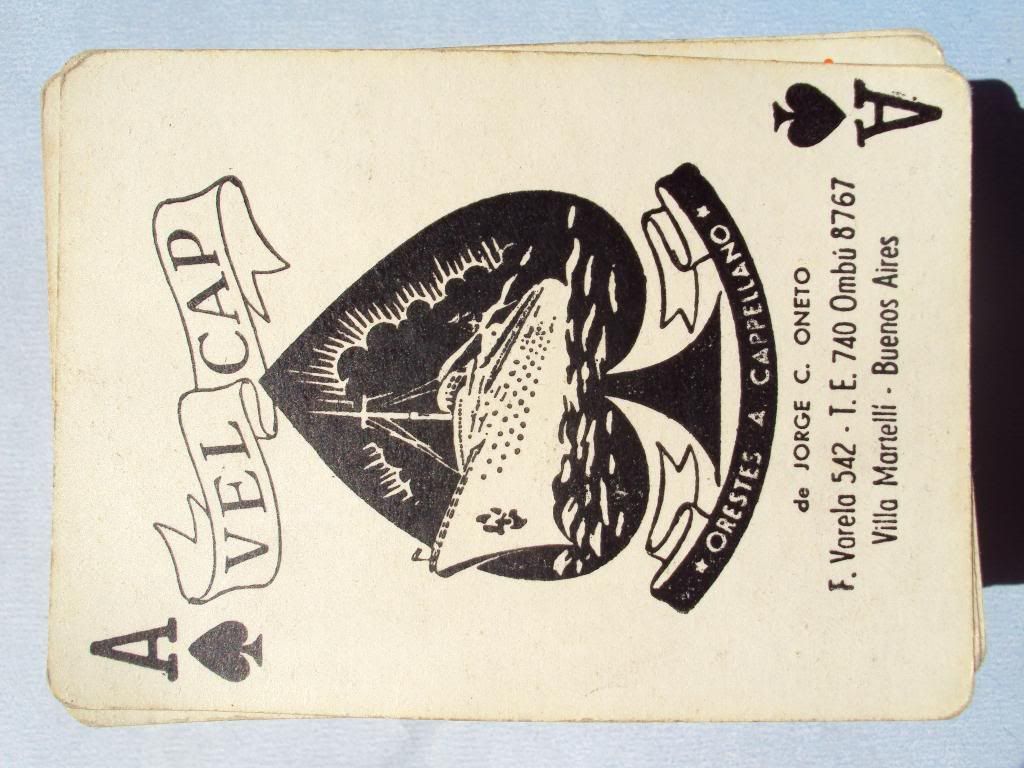 A
VEL CAP
ORESTES A CAPPELLANO
de JORGE C. ONETO
F. Varela 542 - T. E. 740 Ombú 8767
Villa Martelli - Buenos Aires
A